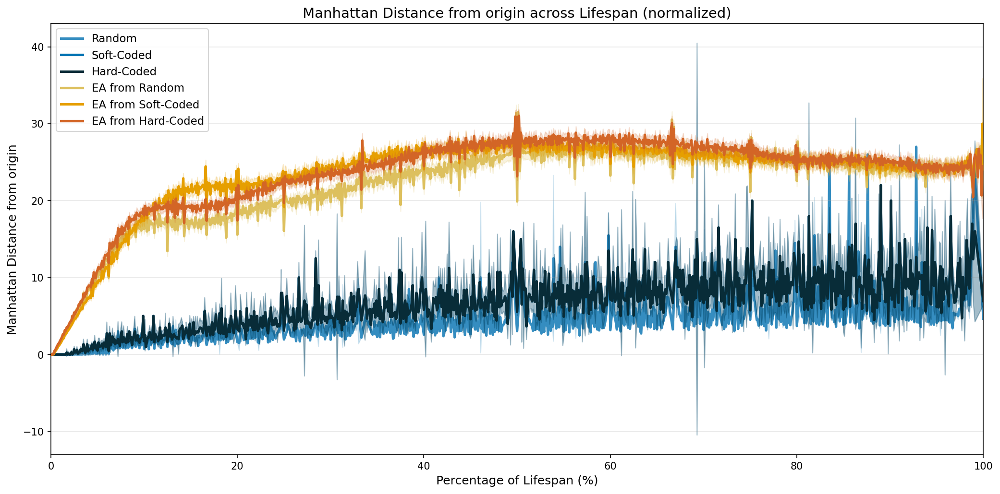 Manhattan Distance from origin across Lifespan (normalized)
Random
Soft-Coded
Hard-Coded
EA from Random
EA from Soft-Coded
EA from Hard-Coded
Manhattan Distance from origin
40
30
20
10
0
−10
0
20
40
60
80
100
Percentage of Lifespan (%)